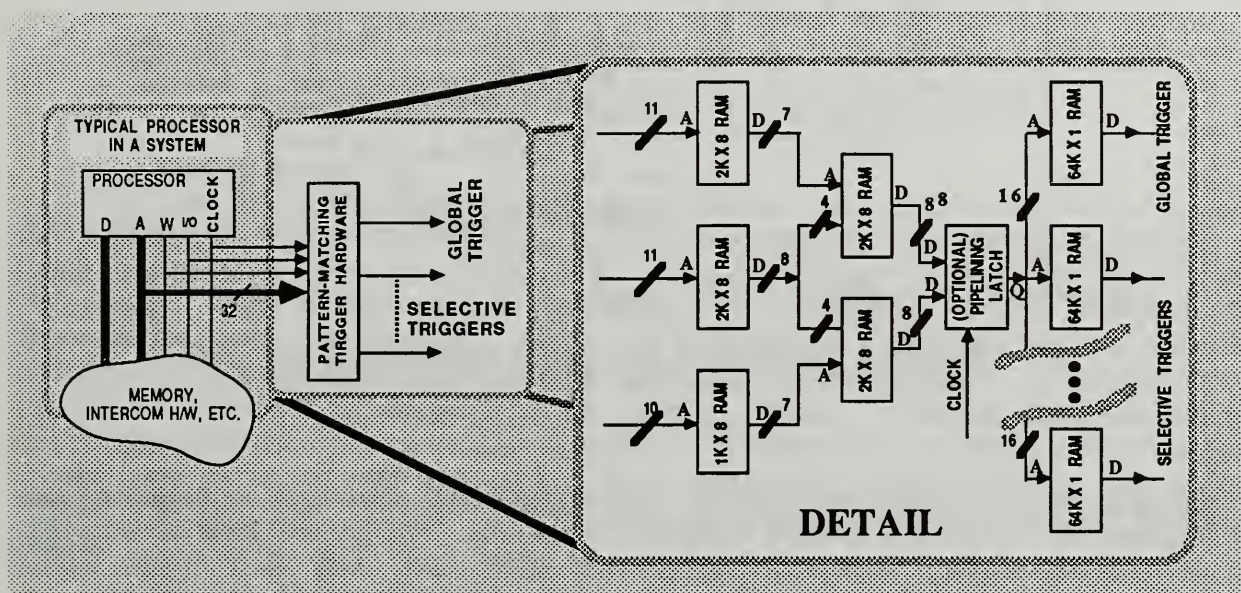 TYPICAL PROCESSOR
IN A SYSTEM
PROCESSOR
D A W I/O CLOCK
32
MEMORY,
INTERCOM H/W, ETC.
PATTERN-MATCHING
TIRGGER HARDWARE
GLOBAL
TRIGGER
SELECTIVE
TRIGGERS
11 A 2K X 8 RAM D 7
11 A 2K X 8 RAM D 8
10 A 1K X 8 RAM D 7
A 4 2K X 8 RAM D 8 8
4 A 2K X 8 RAM D 8
D D (OPTIONAL)
PIPELINING
LATCH
Q
CLOCK
16 A 64K X 1 RAM D
GLOBAL TRIGGER
A 64K X 1 RAM D
16 A 64K X 1 RAM D
SELECTIVE TRIGGERS
DETAIL